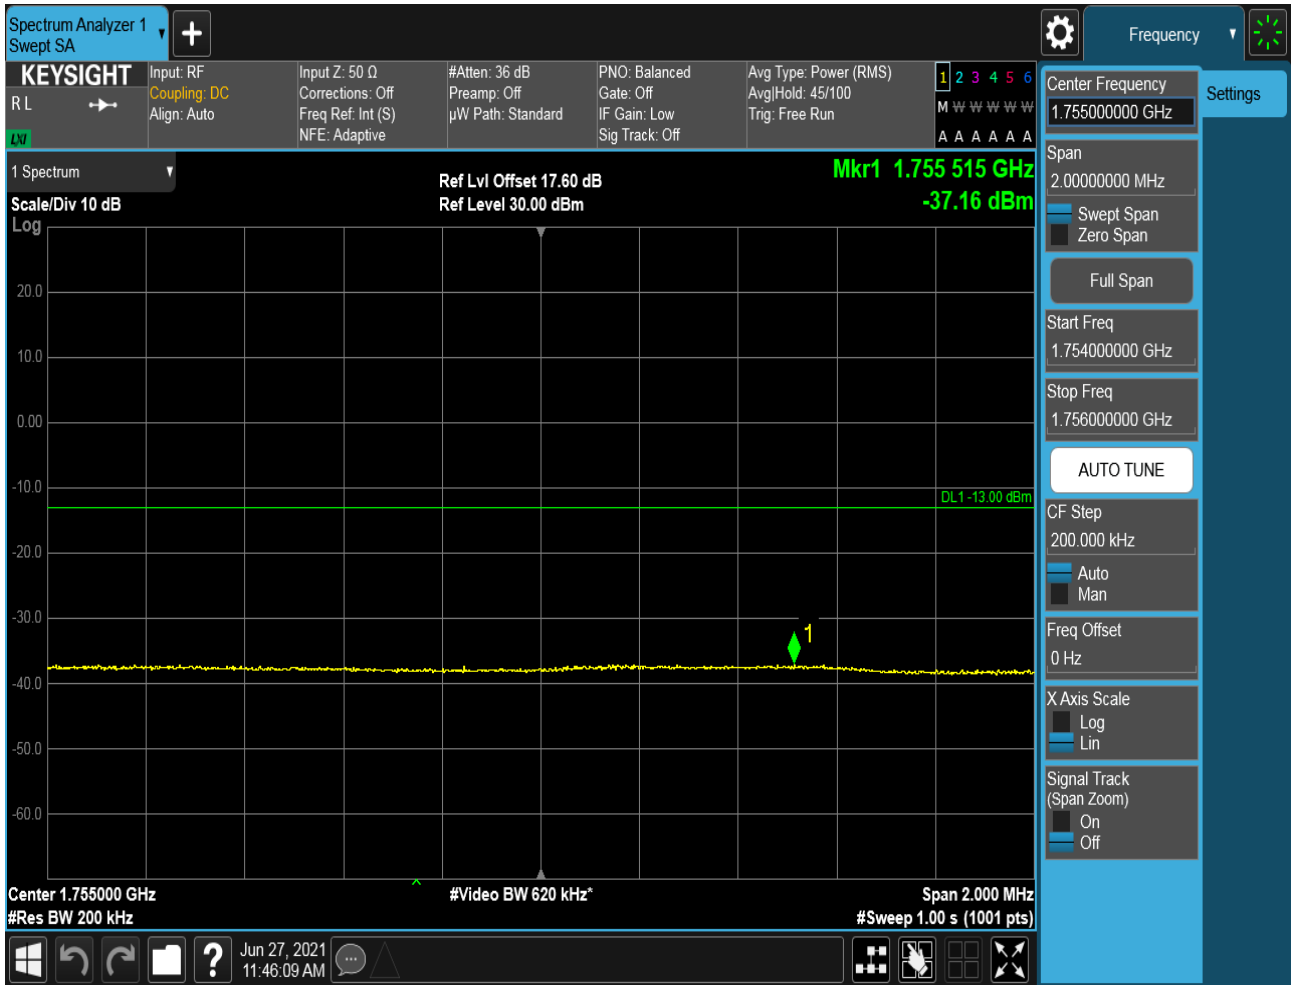 Spectrum Analyzer 1
Swept SA
Frequency
KEYSIGHT
R L
LXI
Input: RF
Coupling: DC
Align: Auto
Input Z: 50 Ω
Corrections: Off
Freq Ref: Int (S)
NFE: Adaptive
#Atten: 36 dB
Preamp: Off
µW Path: Standard
PNO: Balanced
Gate: Off
IF Gain: Low
Sig Track: Off
Avg Type: Power (RMS)
Avg|Hold: 45/100
Trig: Free Run
1 2 3 4 5 6
M W W W W W
A A A A A A
1 Spectrum
Scale/Div 10 dB
Log
Ref Lvl Offset 17.60 dB
Ref Level 30.00 dBm
Mkr1 1.755 515 GHz
-37.16 dBm
20.0
10.0
0.00
-10.0
DL1 -13.00 dBm
-20.0
-30.0
1
-40.0
-50.0
-60.0
Center 1.755000 GHz
#Video BW 620 kHz*
Span 2.000 MHz
#Res BW 200 kHz
#Sweep 1.00 s (1001 pts)
?
Jun 27, 2021
11:46:09 AM
Center Frequency
1.755000000 GHz
Settings
Span
2.00000000 MHz
Swept Span
Zero Span
Full Span
Start Freq
1.754000000 GHz
Stop Freq
1.756000000 GHz
AUTO TUNE
CF Step
200.000 kHz
Auto
Man
Freq Offset
0 Hz
X Axis Scale
Log
Lin
Signal Track
(Span Zoom)
On
Off